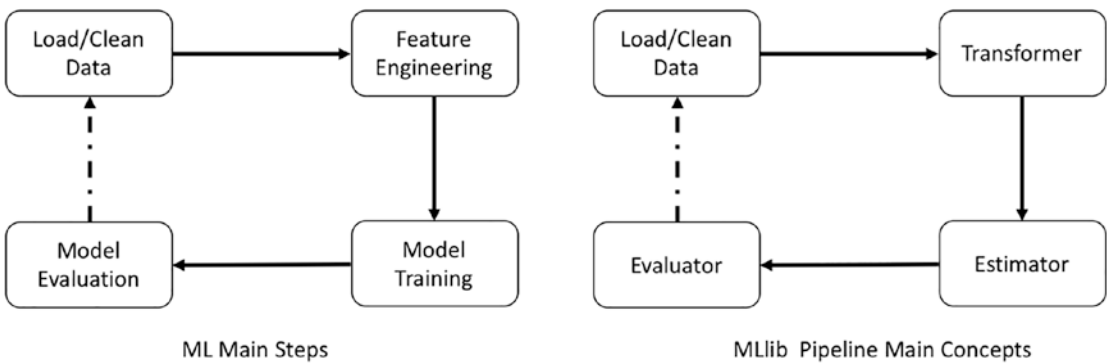 Load/Clean
Data
Feature
Engineering
Model
Evaluation
Model
Training
ML Main Steps
Load/Clean
Data
Transformer
Evaluator
Estimator
MLlib Pipeline Main Concepts